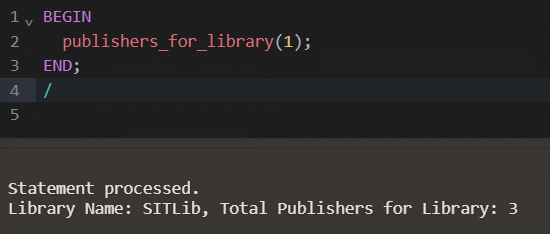 1 BEGIN
2 publishers_for_library(1);
3 END;
4 /
5
Statement processed.
Library Name: SITLib, Total Publishers for Library: 3